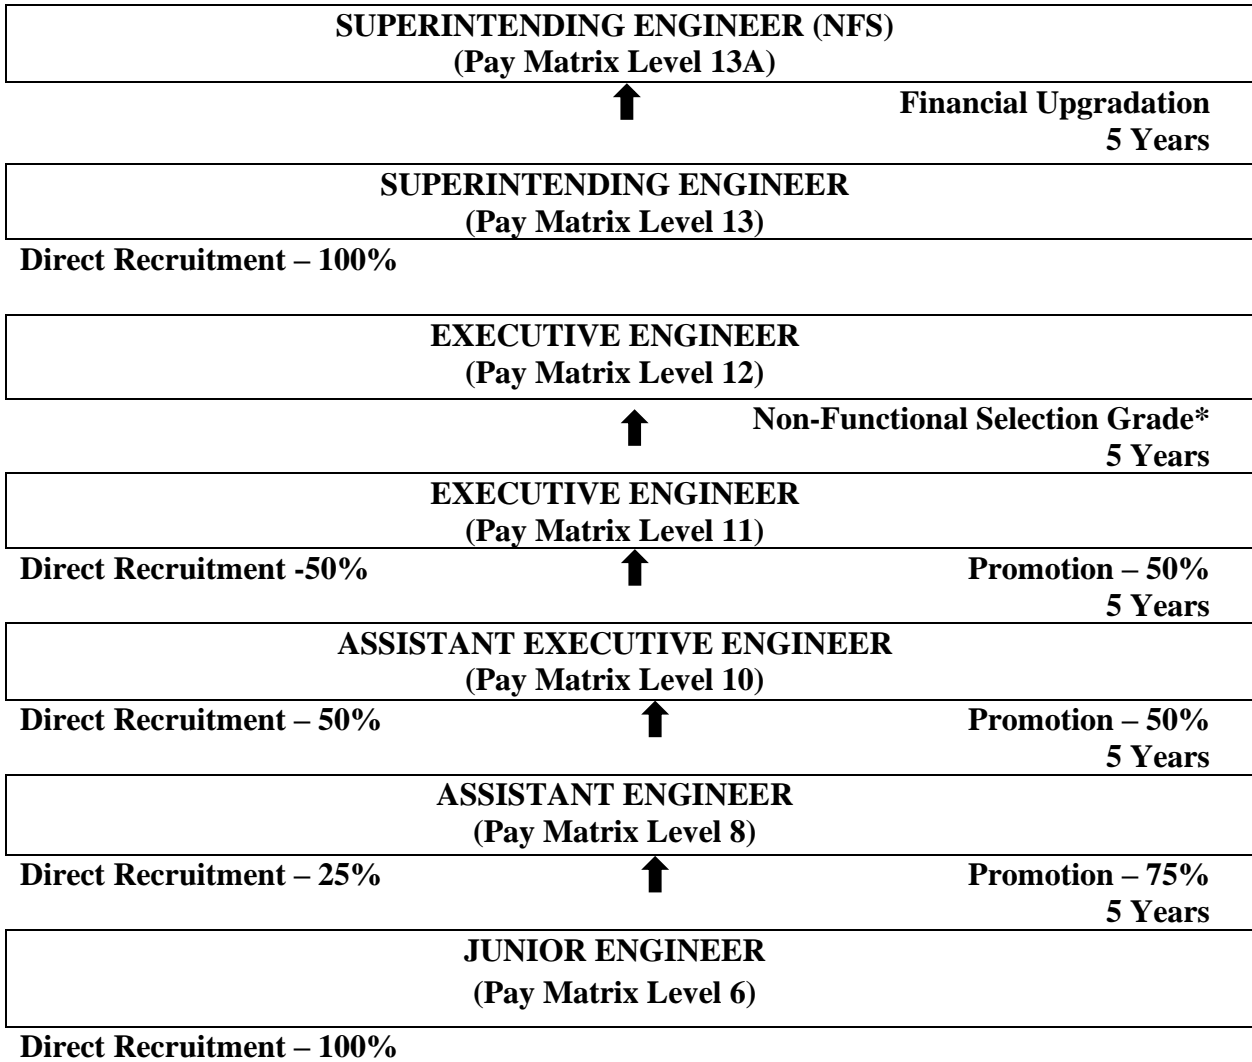 SUPERINTENDING ENGINEER (NFS)
(Pay Matrix Level 13A)
Financial Upgradation
5 Years
SUPERINTENDING ENGINEER
(Pay Matrix Level 13)
Direct Recruitment – 100%
EXECUTIVE ENGINEER
(Pay Matrix Level 12)
Non-Functional Selection Grade*
5 Years
EXECUTIVE ENGINEER
(Pay Matrix Level 11)
Direct Recruitment -50% Promotion – 50%
5 Years
ASSISTANT EXECUTIVE ENGINEER
(Pay Matrix Level 10)
Direct Recruitment – 50% Promotion – 50%
5 Years
ASSISTANT ENGINEER
(Pay Matrix Level 8)
Direct Recruitment – 25% Promotion – 75%
5 Years
JUNIOR ENGINEER
(Pay Matrix Level 6)
Direct Recruitment – 100%